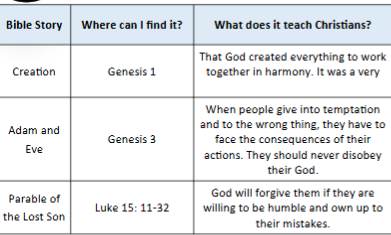 Bible Story Where can I find it? What does it teach Christians?
That God created everything to work
Creation Genesis 1 together in harmony. It was a very
When people give into temptation
and to the wrong thing, they have to
Adam and Eve Genesis 3 face the consequences of their
actions. They should never disobey
their God.
Parable of the Lost Son Luke 15: 11-32 God will forgive them if they are
willing to be humble and own up to
their mistakes.